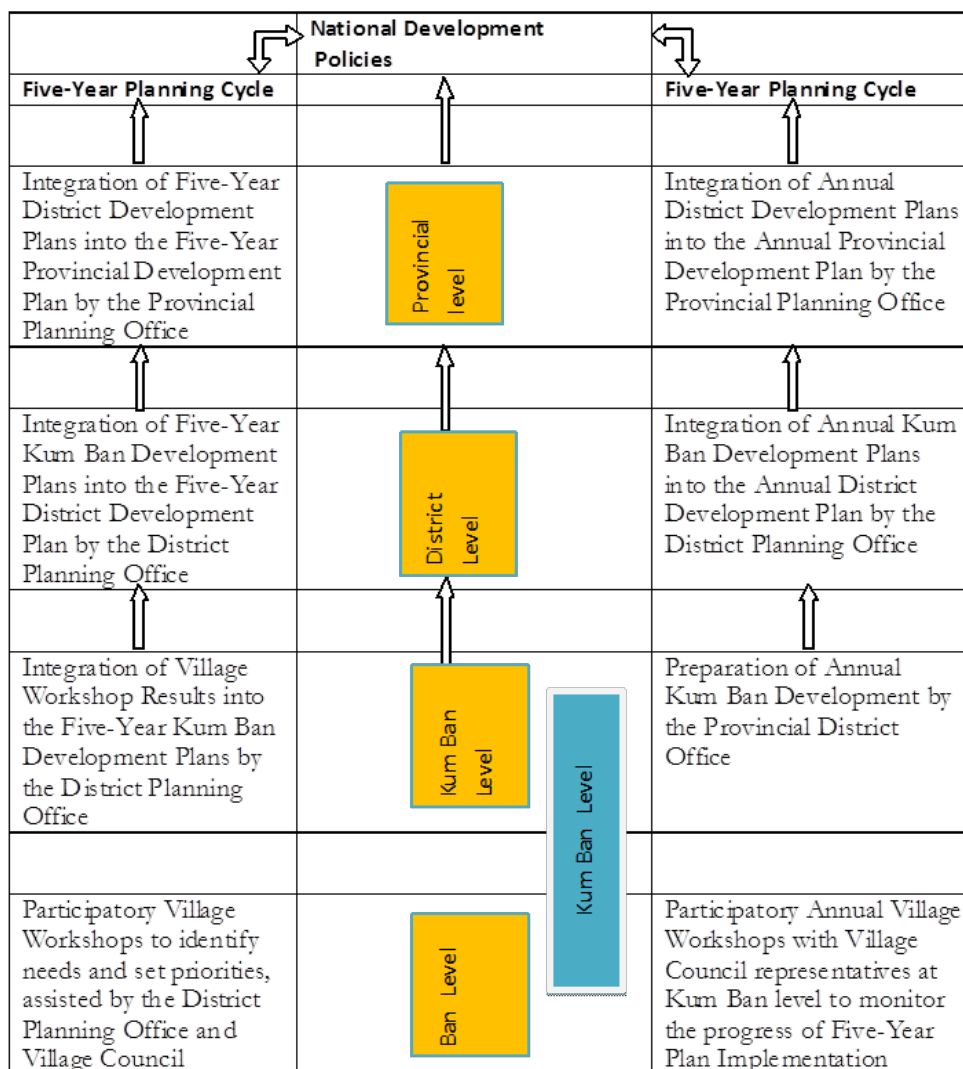 National Development
Policies
Five-Year Planning Cycle
Five-Year Planning Cycle
Integration of Five-Year
District Development
Plans into the Five-Year
Provincial Development
Plan by the Provincial
Planning Office
Provincial
level
Integration of Annual
District Development Plans
into the Annual Provincial
Development Plan by the
Provincial Planning Office
Integration of Five-Year
Kum Ban Development
Plans into the Five-Year
District Development
Plan by the District
Planning Office
District
Level
Integration of Annual Kum
Ban Development Plans
into the Annual District
Development Plan by the
District Planning Office
Integration of Village
Workshop Results into
the Five-Year Kum Ban
Development Plans by
the District Planning
Office
Kum Ban
Level
Kum Ban Level
Preparation of Annual
Kum Ban Development by
the Provincial District
Office
Participatory Village
Workshops to identify
needs and set priorities,
assisted by the District
Planning Office and
Village Council
Ban Level
Participatory Annual Village
Workshops with Village
Council representatives at
Kum Ban level to monitor
the progress of Five-Year
Plan Implementation